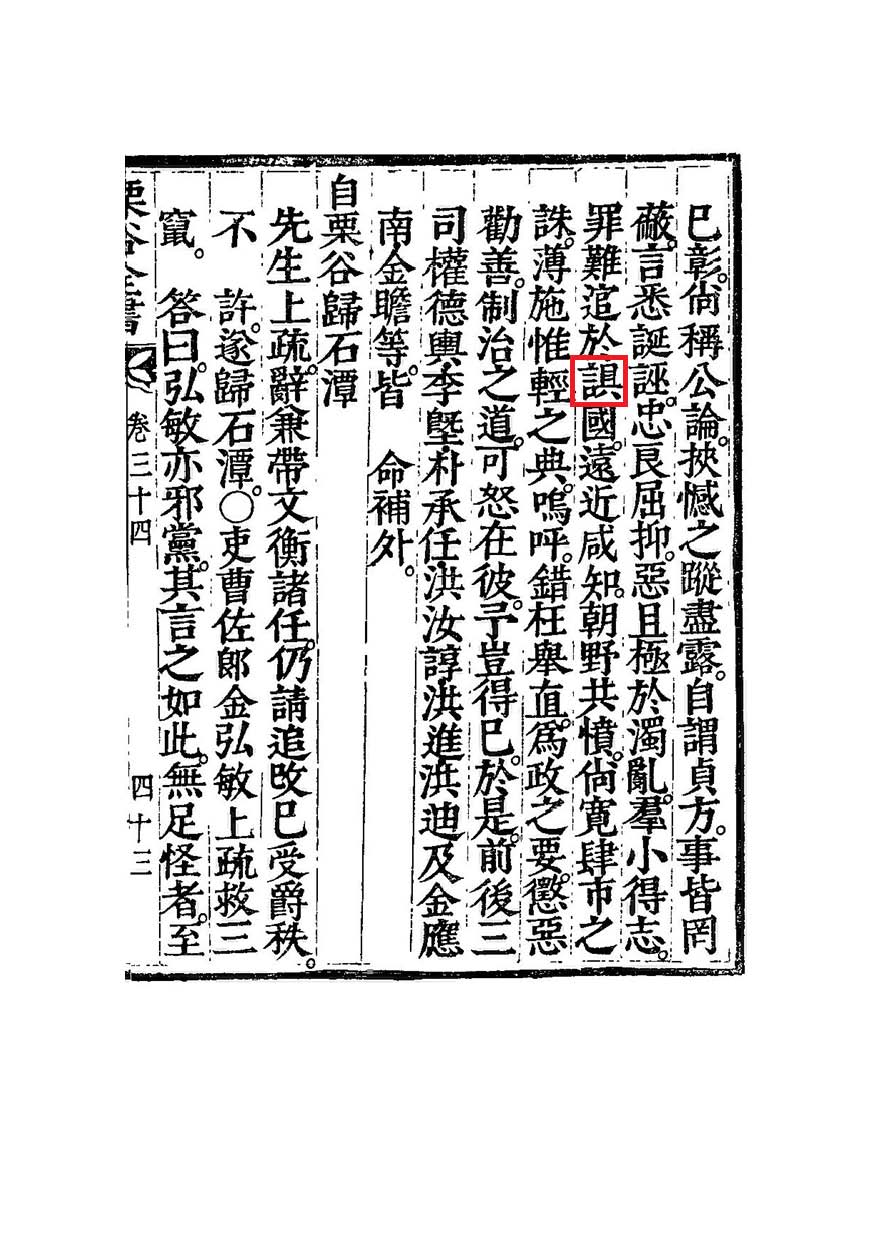 已彰。尙稱公論。挾憾之蹤盡露。自謂貞方。事皆罔
蔽。言悉誕誣。忠良屈抑。惡且極於濁亂。羣小得志。
罪難逭於誤國。遠近咸知。朝野共憤。尙寬肆市之
誅。薄施惟輕之典。嗚呼。錯枉擧直。爲政之要。懲惡
勸善。制治之道。可怒在彼。予豈得已。於是。前後三
司權德輿李塈朴承任洪汝諄洪進洪迪及金應
南金瞻等。皆　命補外。
自栗谷歸石潭
先生上疏。辭兼帶文衡諸任。仍請追改已受爵秩。
不　許。遂歸石潭。○吏曹佐郞金弘敏上疏救三
竄。　答曰。弘敏亦邪黨。其言之如此。無足怪者。至
栗谷全書　卷三十四　四十三